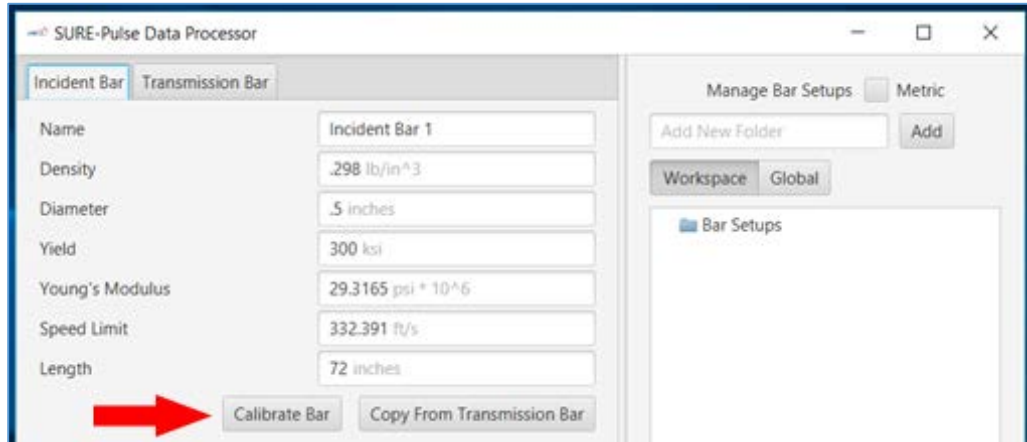 SURE-Pulse Data Processor
Incident Bar Transmission Bar
Name Incident Bar 1
Density .298 lb/in^3
Diameter .5 inches
Yield 300 ksi
Young's Modulus 29.3165 psi * 10^6
Speed Limit 332.391 ft/s
Length 72 inches
Calibrate Bar Copy From Transmission Bar
Manage Bar Setups Metric
Add New Folder Add
Workspace Global
Bar Setups